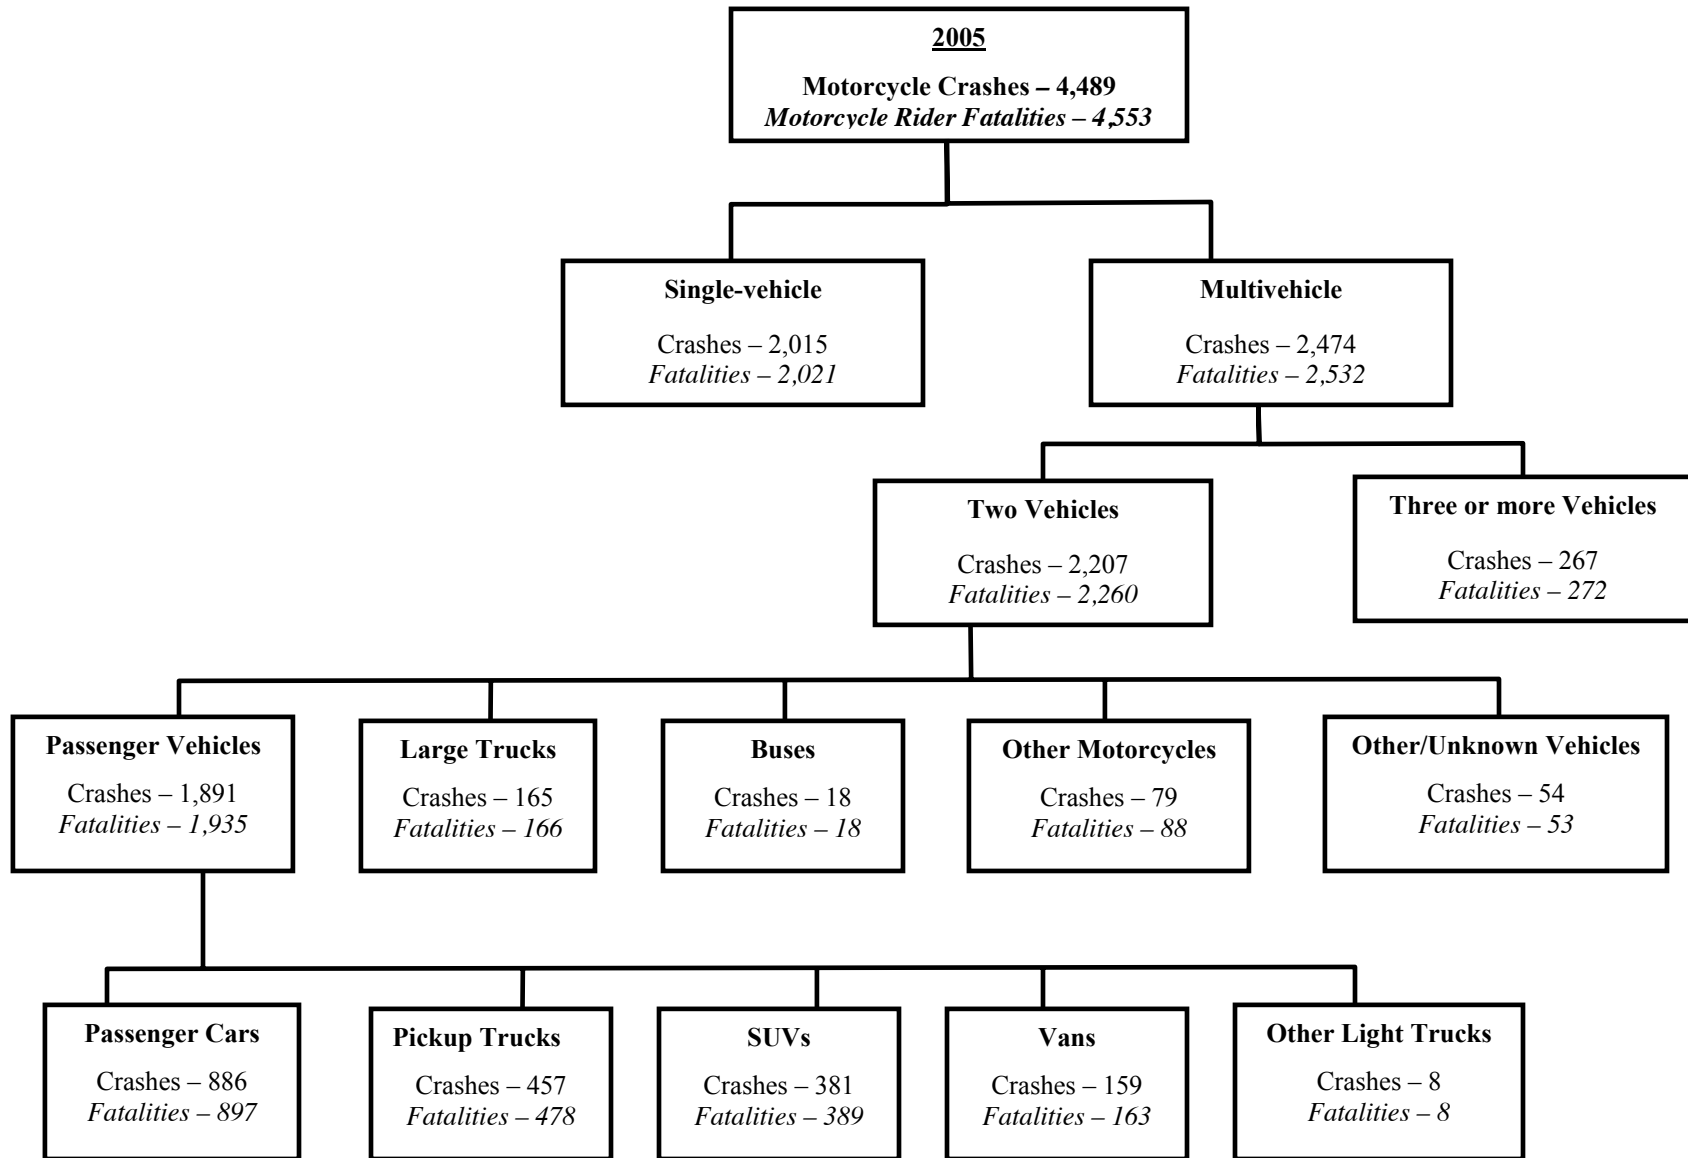 2005
Motorcycle Crashes – 4,489
Motorcycle Rider Fatalities – 4,553
Single-vehicle
Crashes – 2,015
Fatalities – 2,021
Multivehicle
Crashes – 2,474
Fatalities – 2,532
Two Vehicles
Crashes – 2,207
Fatalities – 2,260
Three or more Vehicles
Crashes – 267
Fatalities – 272
Passenger Vehicles
Crashes – 1,891
Fatalities – 1,935
Large Trucks
Crashes – 165
Fatalities – 166
Buses
Crashes – 18
Fatalities – 18
Other Motorcycles
Crashes – 79
Fatalities – 88
Other/Unknown Vehicles
Crashes – 54
Fatalities – 53
Passenger Cars
Crashes – 886
Fatalities – 897
Pickup Trucks
Crashes – 457
Fatalities – 478
SUVs
Crashes – 381
Fatalities – 389
Vans
Crashes – 159
Fatalities – 163
Other Light Trucks
Crashes – 8
Fatalities – 8